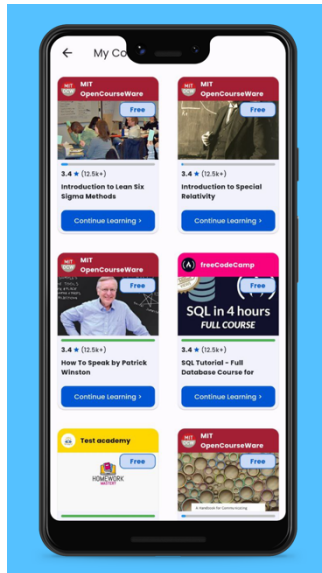 My Co
MIT
OpenCourseWare
Free
3.4 ★ (12.5k+)
Introduction to Lean Six
Sigma Methods
Continue Learning >
MIT
OpenCourseWare
Free
3.4 ★ (12.5k+)
Introduction to Special
Relativity
Continue Learning >
MIT
OpenCourseWare
Free
3.4 ★ (12.5k+)
How To Speak by Patrick
Winston
Continue Learning >
freeCodeCamp
Free
SQL in 4 hours
FULL COURSE
3.4 ★ (12.5k+)
SQL Tutorial - Full
Database Course for
Continue Learning >
Test academy
Free
HOMEWORK
MASTERY
MIT
OpenCourseWare
Free